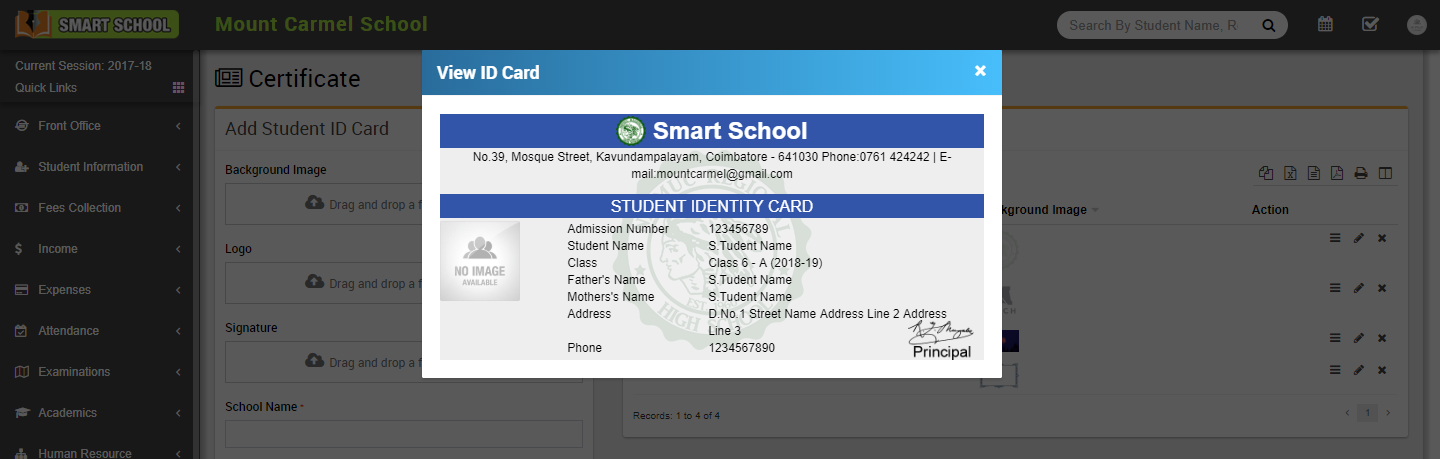 SMART SCHOOL
Mount Carmel School
Search By Student Name, R
Current Session: 2017-18
Quick Links
Front Office
Student Information
Fees Collection
Income
Expenses
Attendance
Examinations
Academics
Human Resource
Certificate
Add Student ID Card
Background Image
Drag and drop a f
Logo
Drag and drop a f
Signature
Drag and drop a f
School Name *
View ID Card ×
Smart School
No.39, Mosque Street, Kavundampalayam, Coimbatore - 641030 Phone:0761 424242 | E-
mail:mountcarmel@gmail.com
STUDENT IDENTITY CARD
NO IMAGE
AVAILABLE
Admission Number 123456789
Student Name S.Tudent Name
Class Class 6 - A (2018-19)
Father's Name S.Tudent Name
Mothers's Name S.Tudent Name
Address D.No.1 Street Name Address Line 2 Address
Line 3
Phone 1234567890
Principal
REGIONAL
HIGH SCHOOL
EST.
kground Image
Action
Records: 1 to 4 of 4
1